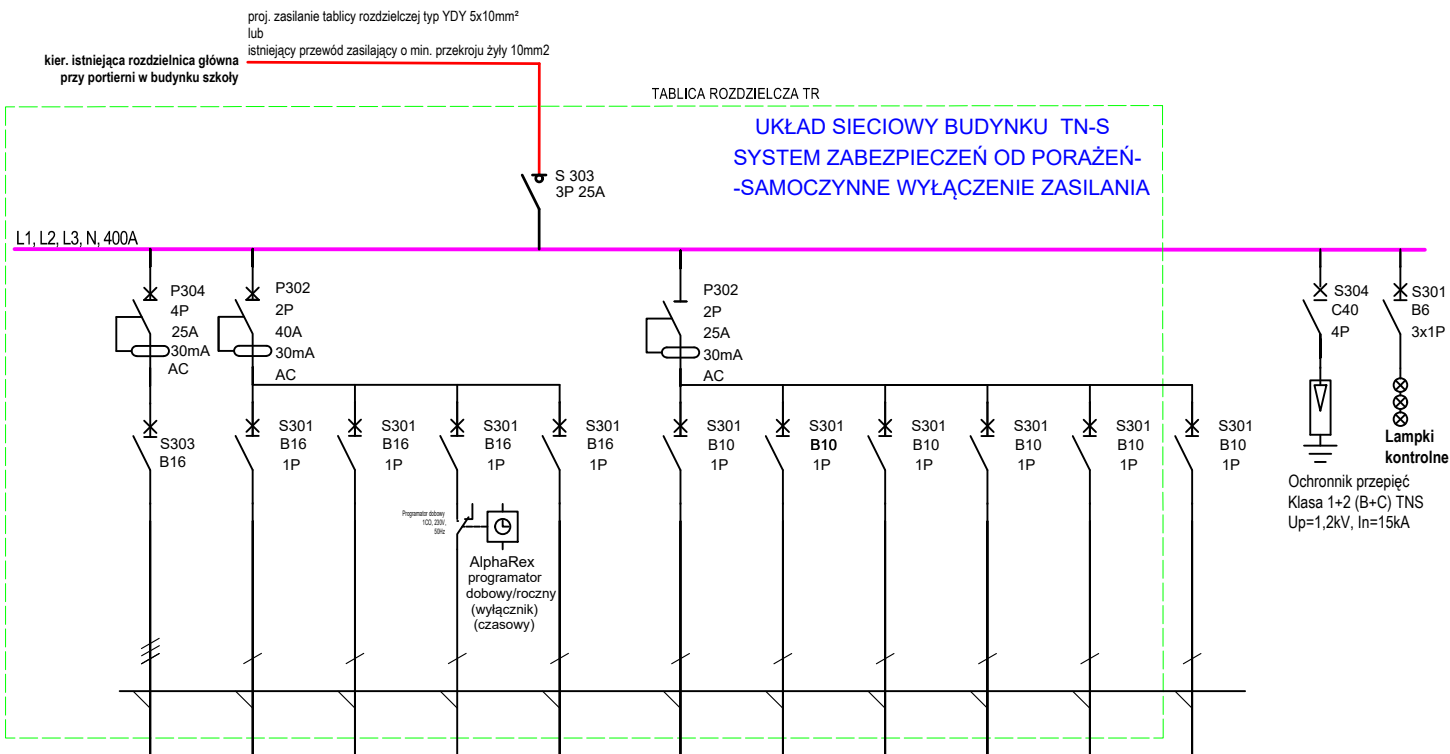 proj. zasilanie tablicy rozdzielczej typ YDY 5x10mm²
lub
istniejący przewód zasilający o min. przekroju żyły 10mm2
kier. istniejąca rozdzielnica główna
przy portierni w budynku szkoły
TABLICA ROZDZIELCZA TR
UKŁAD SIECIOWY BUDYNKU TN-S
SYSTEM ZABEZPIECZEŃ OD PORAŻEŃ-
-SAMOCZYNNE WYŁĄCZENIE ZASILANIA
S 303
3P 25A
L1, L2, L3, N, 400A
P304
4P
25A
30mA
AC
P302
2P
40A
30mA
AC
P302
2P
25A
30mA
AC
S304
C40
4P
S301
B6
3x1P
S303
B16
S301
B16
1P
S301
B16
1P
S301
B16
1P
S301
B16
1P
S301
B10
1P
S301
B10
1P
S301
B10
1P
S301
B10
1P
S301
B10
1P
S301
B10
1P
Lampki
kontrolne
Ochronnik przepięć
Klasa 1+2 (B+C) TNS
Up=1,2kV, In=15kA
Programator dobowy
1CO, 230V,
50Hz
AlphaRex
programator
dobowy/roczny
(wyłącznik)
(czasowy)